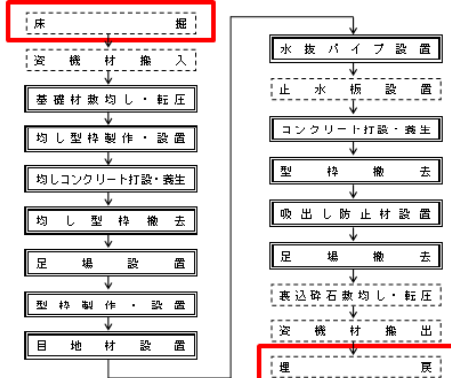 床掘
資機材搬入
基礎材敷均し・転圧
均し型枠製作・設置
均しコンクリート打設・養生
均し型枠撤去
足場設置
型枠製作・設置
目地材設置
水抜パイプ設置
止水板設置
コンクリート打設・養生
型枠撤去
吸出し防止材設置
足場撤去
裏込砕石敷均し・転圧
資機材搬出
埋戻